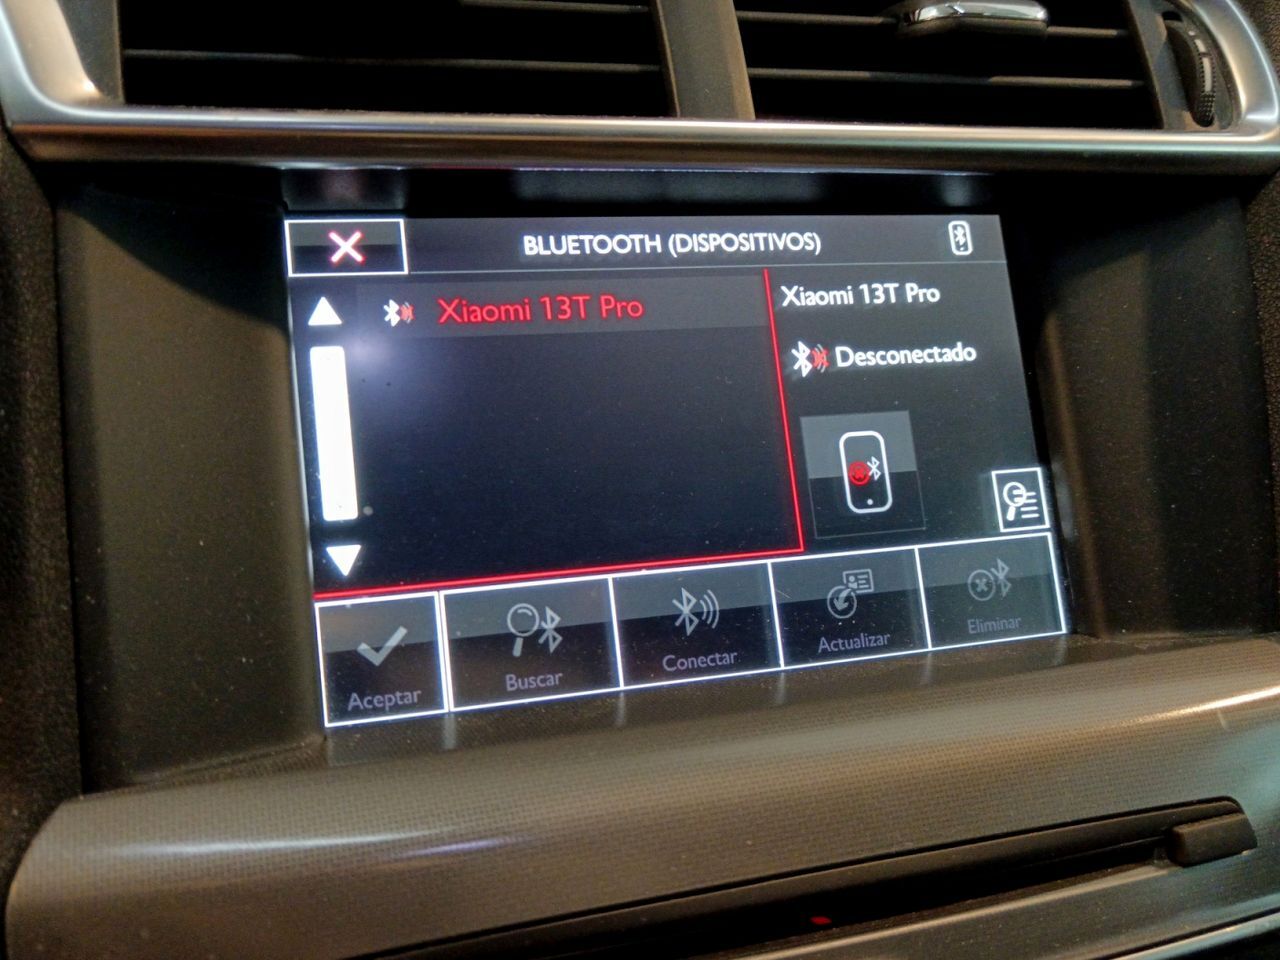 BLUETOOTH (DISPOSITIVOS)
Xiaomi 13T Pro
Xiaomi 13T Pro
Desconectado
Aceptar
Buscar
Conectar
Actualizar
Eliminar